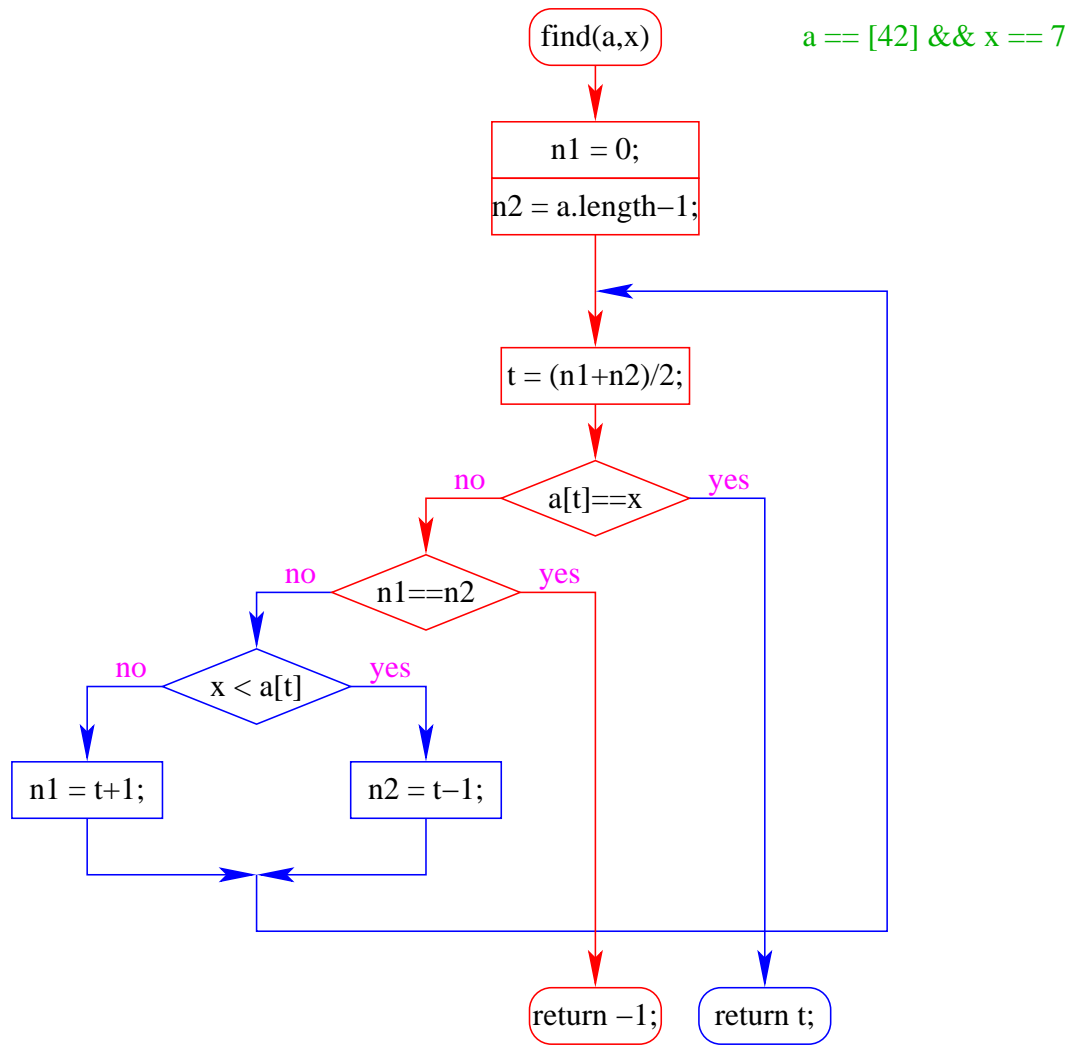 find(a,x)
a == [42] && x == 7
n1 = 0;
n2 = a.length−1;
t = (n1+n2)/2;
no
yes
a[t]==x
no
yes
n1==n2
no
yes
x < a[t]
n1 = t+1;
n2 = t−1;
return −1;
return t;